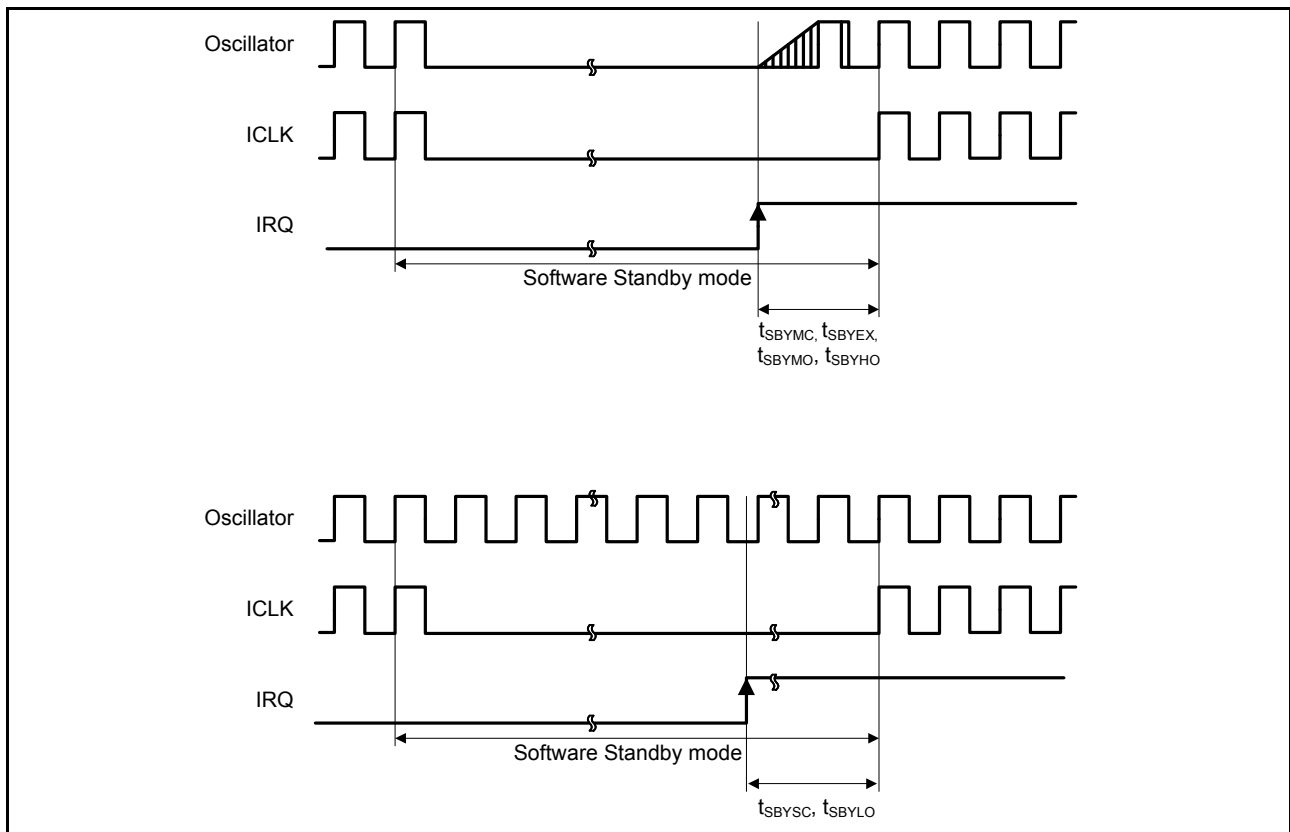 Oscillator
ICLK
IRQ
Software Standby mode
tSBYMC, tSBYEX,
tSBYMO, tSBYHO
Oscillator
ICLK
IRQ
Software Standby mode
tSBYSC, tSBYLO